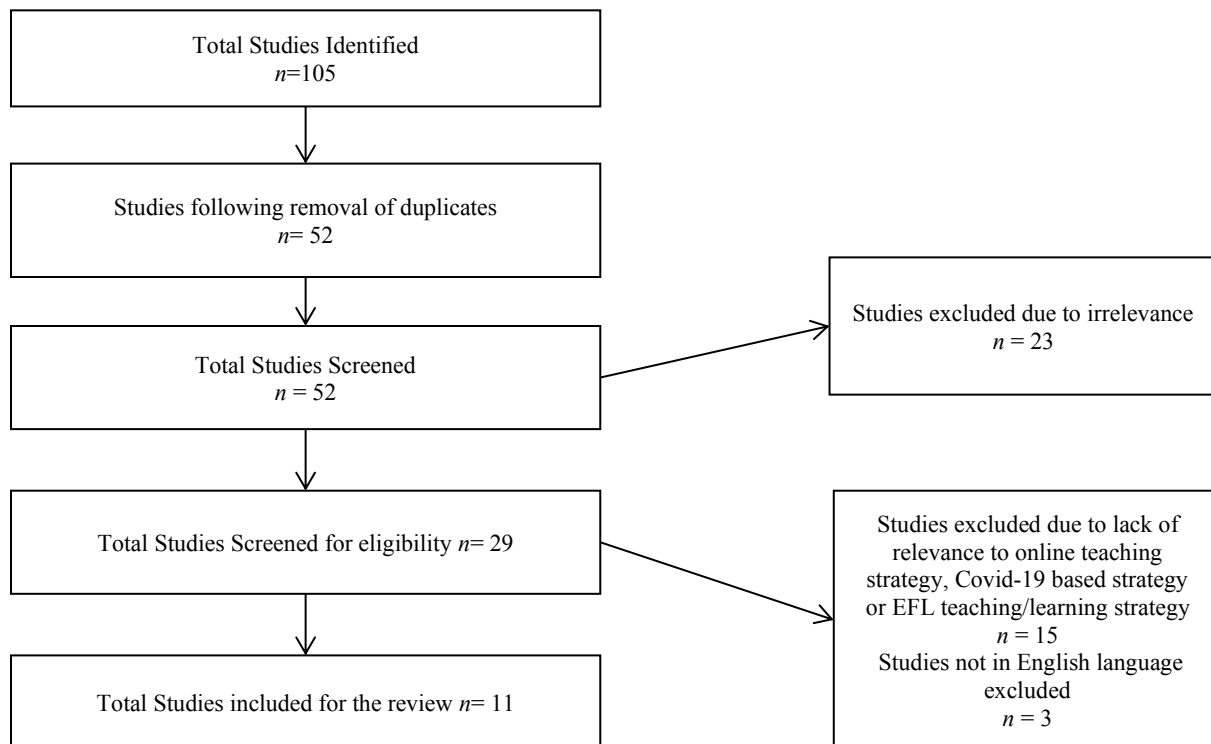 Total Studies Identified
n=105
Studies following removal of duplicates
n= 52
Studies excluded due to irrelevance
n = 23
Total Studies Screened
n = 52
Total Studies Screened for eligibility n= 29
Studies excluded due to lack of
relevance to online teaching
strategy, Covid-19 based strategy
or EFL teaching/learning strategy
n = 15
Studies not in English language
excluded
n = 3
Total Studies included for the review n= 11